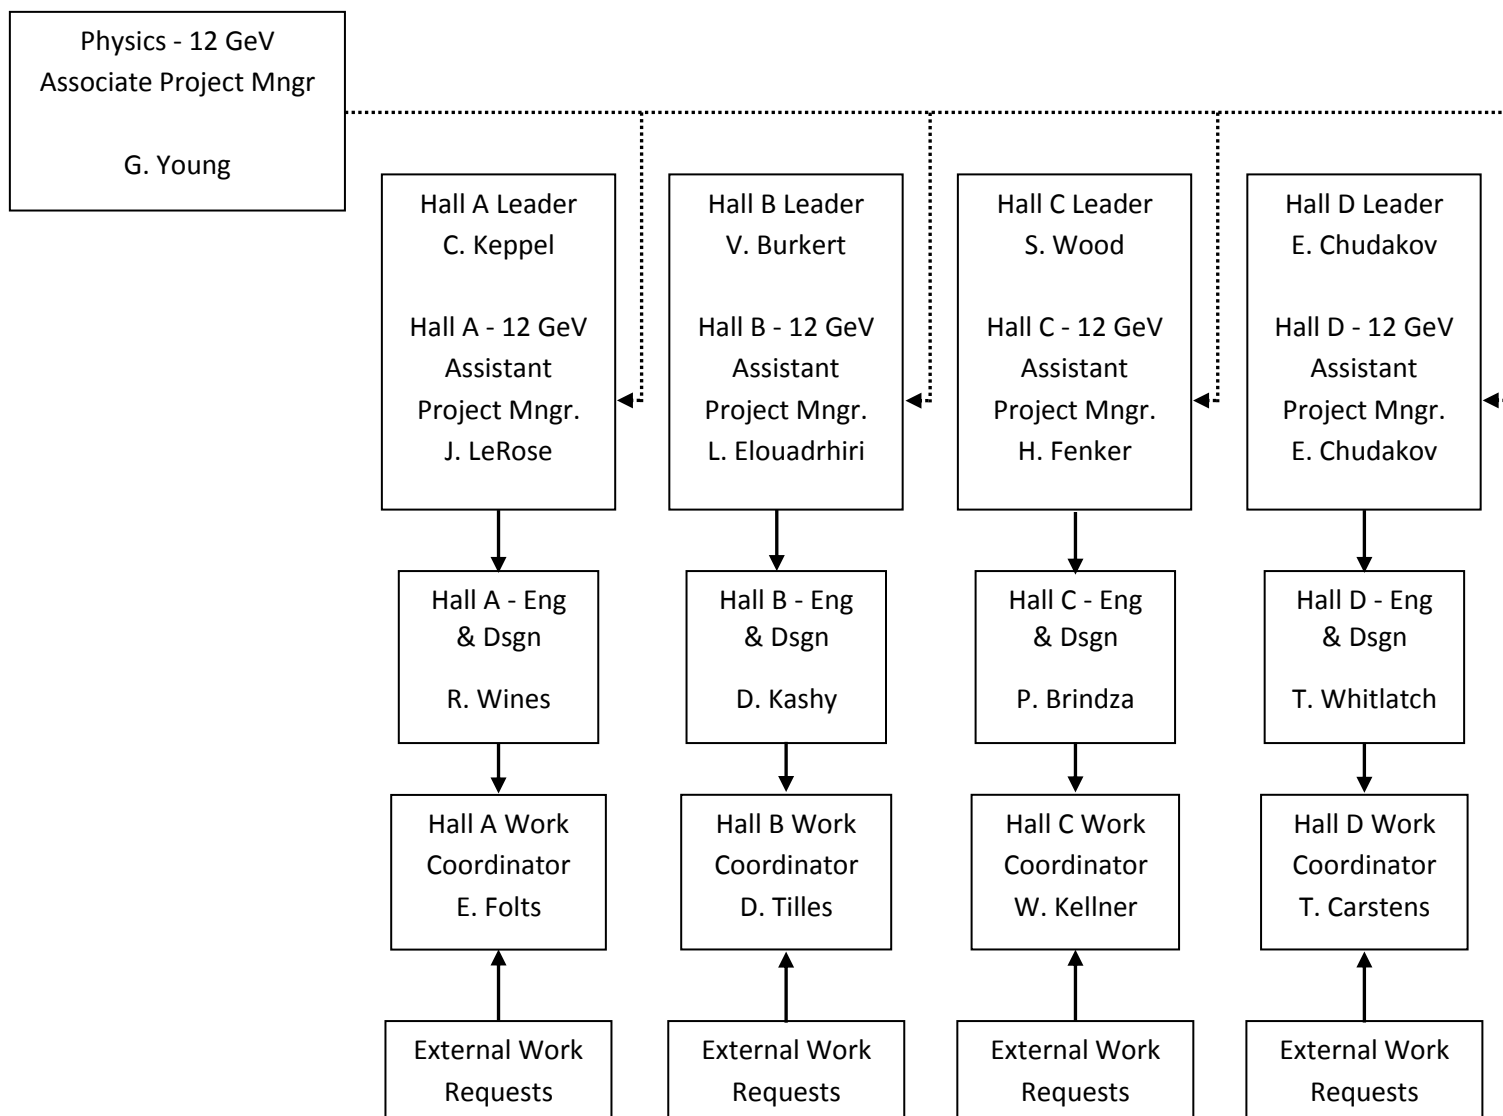 Physics - 12 GeV
Associate Project Mngr
G. Young
Hall A Leader
C. Keppel
Hall A - 12 GeV
Assistant
Project Mngr.
J. LeRose
Hall B Leader
V. Burkert
Hall B - 12 GeV
Assistant
Project Mngr.
L. Elouadrhiri
Hall C Leader
S. Wood
Hall C - 12 GeV
Assistant
Project Mngr.
H. Fenker
Hall D Leader
E. Chudakov
Hall D - 12 GeV
Assistant
Project Mngr.
E. Chudakov
Hall A - Eng
& Dsgn
R. Wines
Hall B - Eng
& Dsgn
D. Kashy
Hall C - Eng
& Dsgn
P. Brindza
Hall D - Eng
& Dsgn
T. Whitlatch
Hall A Work
Coordinator
E. Folts
Hall B Work
Coordinator
D. Tilles
Hall C Work
Coordinator
W. Kellner
Hall D Work
Coordinator
T. Carstens
External Work
Requests
External Work
Requests
External Work
Requests
External Work
Requests